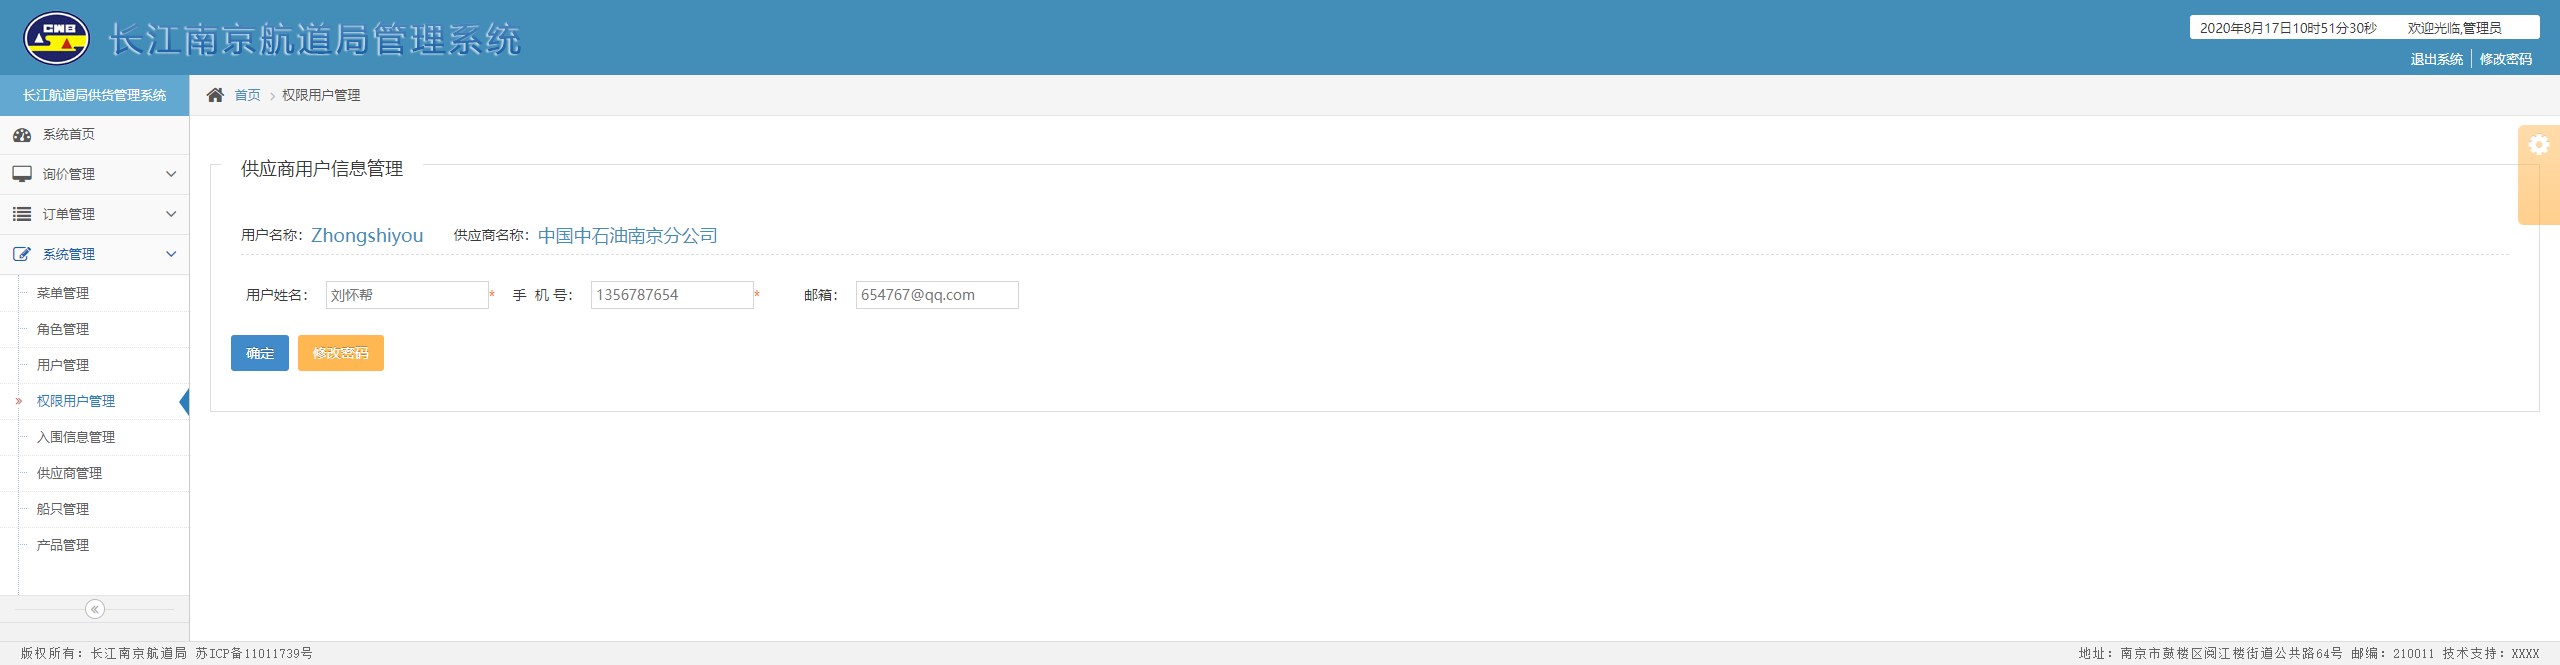 CWB 长江南京航道局管理系统
2020年8月17日10时51分30秒 欢迎光临,管理员
退出系统 修改密码
长江航道局供货管理系统
首页 权限用户管理
系统首页
询价管理
订单管理
系统管理
菜单管理
角色管理
用户管理
权限用户管理
入围信息管理
供应商管理
船只管理
产品管理
供应商用户信息管理
用户名称：Zhongshiyou 供应商名称：中国中石油南京分公司
用户姓名： 刘怀帮* 手 机 号： 1356787654* 邮箱： 654767@qq.com
确定 修改密码
版权所有：长江南京航道局 苏ICP备11011739号
地址：南京市鼓楼区阅江楼街道公共路64号 邮编：210011 技术支持：XXXX